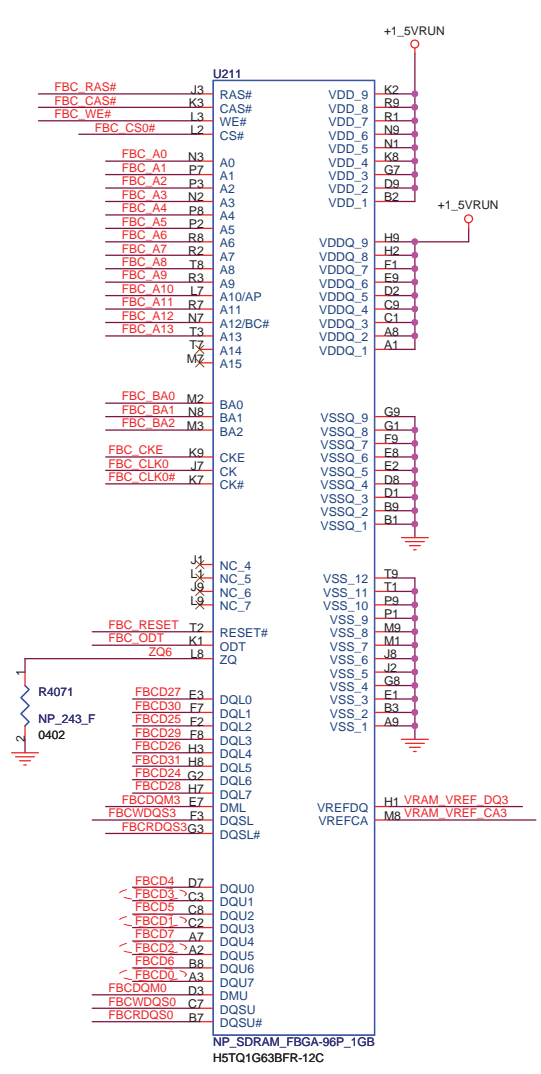 +1_5VRUN
U211
FBC_RAS# J3 RAS# VDD_9 K2
FBC_CAS# K3 CAS# VDD_8 R9
FBC_WE# L3 WE# VDD_7 R1
FBC_CS0# L2 CS# VDD_6 N9
VDD_5 N1
FBC_A0 N3 A0 VDD_4 K8
FBC_A1 P7 A1 VDD_3 G7
FBC_A2 P3 A2 VDD_2 D9
FBC_A3 N2 A3 VDD_1 B2
+1_5VRUN
FBC_A4 P8 A4
FBC_A5 P2 A5
FBC_A6 R8 A6 VDDQ_9 H9
FBC_A7 R2 A7 VDDQ_8 H2
FBC_A8 T8 A8 VDDQ_7 F1
FBC_A9 R3 A9 VDDQ_6 E9
FBC_A10 L7 A10/AP VDDQ_5 D2
FBC_A11 R7 A11 VDDQ_4 C9
FBC_A12 N7 A12/BC# VDDQ_3 C1
FBC_A13 T3 A13 VDDQ_2 A8
T7 A14 VDDQ_1 A1
M7 A15
FBC_BA0 M2 BA0
FBC_BA1 N8 BA1 VSSQ_9 G9
FBC_BA2 M3 BA2 VSSQ_8 G1
VSSQ_7 F9
FBC_CKE K9 CKE VSSQ_6 E8
FBC_CLK0 J7 CK VSSQ_5 E2
FBC_CLK0# K7 CK# VSSQ_4 D8
VSSQ_3 D1
VSSQ_2 B9
VSSQ_1 B1
J1 NC_4
L1 NC_5 VSS_12 T9
J9 NC_6 VSS_11 T1
L9 NC_7 VSS_10 P9
VSS_9 P1
FBC_RESET T2 RESET# VSS_8 M9
FBC_ODT K1 ODT VSS_7 M1
ZQ6 L8 ZQ VSS_6 J8
VSS_5 J2
VSS_4 G8
1
R4071
NP_243_F
0402
2
FBCD27 E3 DQL0 VSS_3 E1
FBCD30 F7 DQL1 VSS_2 B3
FBCD25 F2 DQL2 VSS_1 A9
FBCD29 F8 DQL3
FBCD26 H3 DQL4
FBCD31 H8 DQL5
FBCD24 G2 DQL6
FBCD28 H7 DQL7
FBCDQM3 E7 DML VREFDQ H1 VRAM_VREF_DQ3
FBCWDQS3 F3 DQSL VREFCA M8 VRAM_VREF_CA3
FBCRDQS3 G3 DQSL#
FBCD4 D7 DQU0
FBCD3 C3 DQU1
FBCD5 C8 DQU2
FBCD1 C2 DQU3
FBCD7 A7 DQU4
FBCD2 A2 DQU5
FBCD6 B8 DQU6
FBCD0 A3 DQU7
FBCDQM0 D3 DMU
FBCWDQS0 C7 DQSU
FBCRDQS0 B7 DQSU#
NP_SDRAM_FBGA-96P_1GB
H5TQ1G63BFR-12C